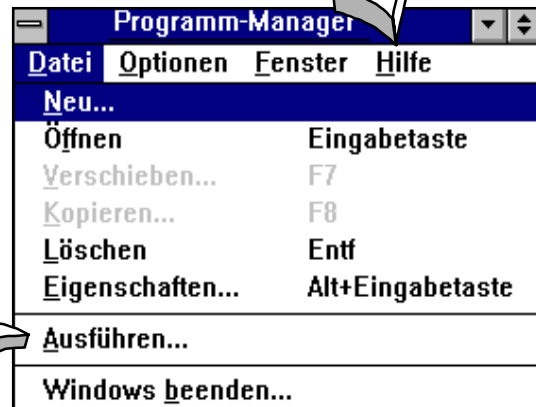 Programm-Manager
Datei Optionen Fenster Hilfe
Neu...
Öffnen Eingabetaste
Verschieben... F7
Kopieren... F8
Löschen Entf
Eigenschaften... Alt+Eingabetaste
Ausführen...
Windows beenden...